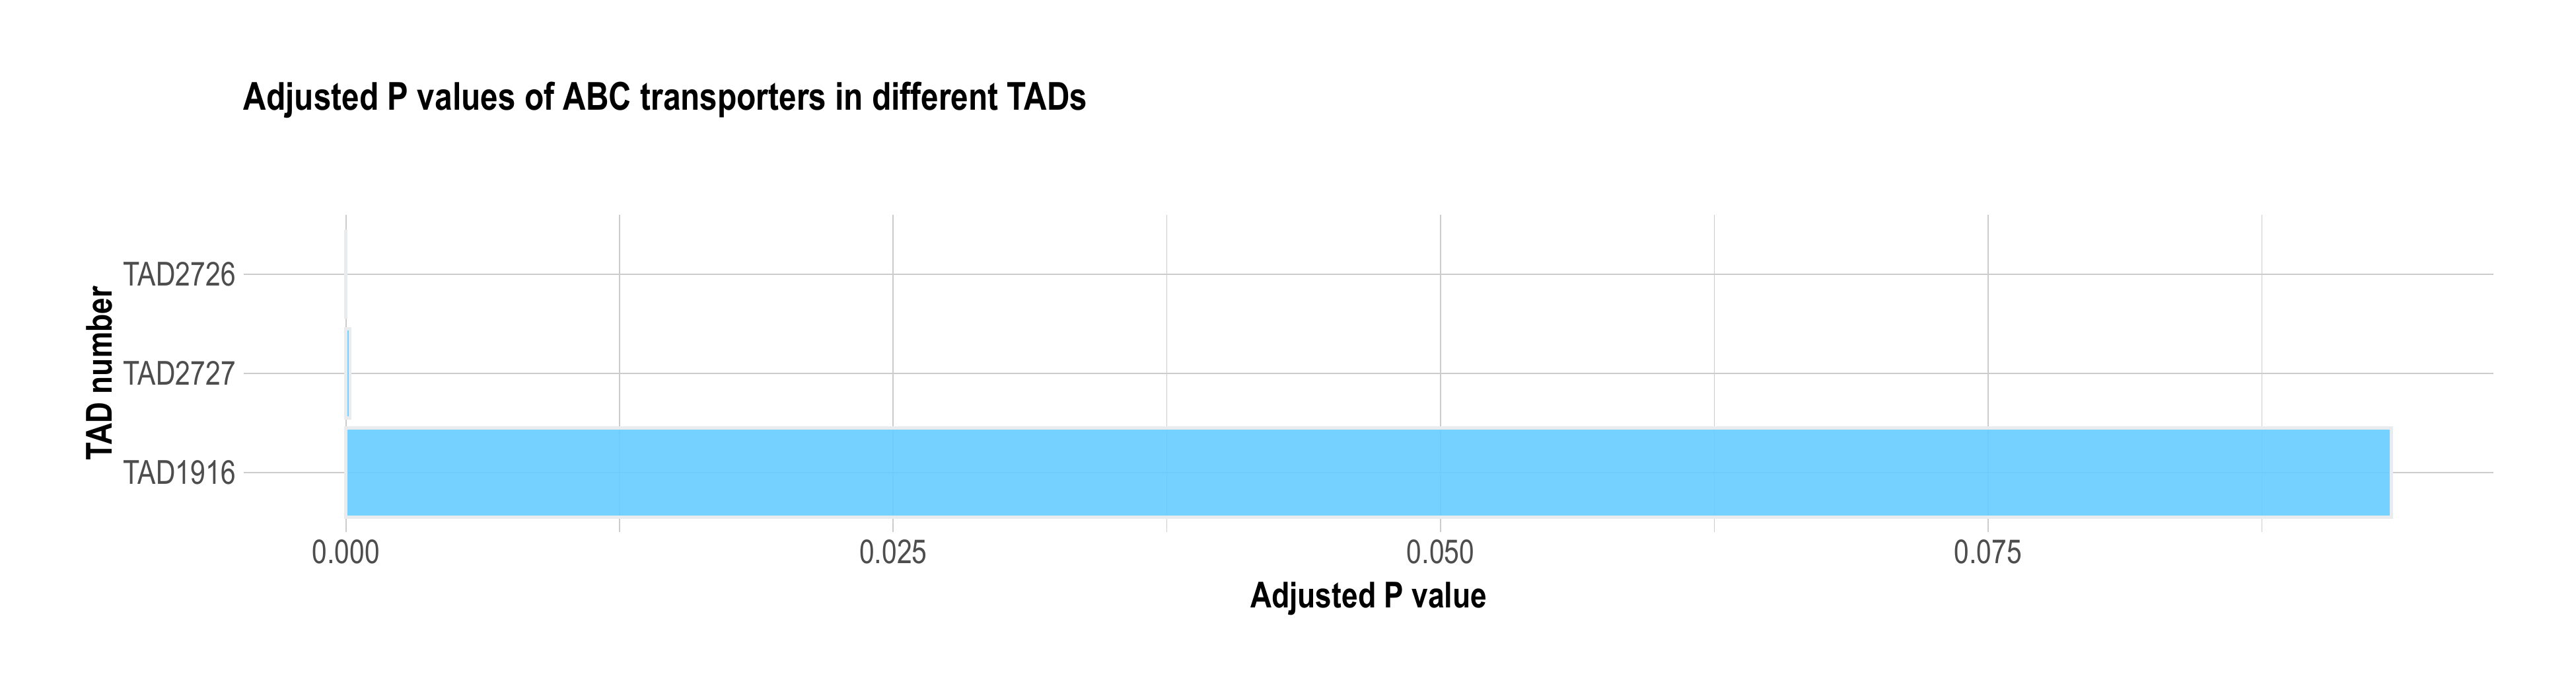 Adjusted P values of ABC transporters in different TADs
TAD number
TAD2726
TAD2727
TAD1916
0.000 0.025 0.050 0.075
Adjusted P value